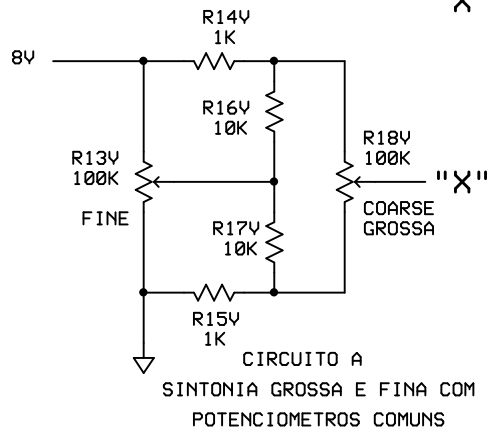 X
R14V
1K
8V
R16V
10K
R18V
100K
R13V
100K
"X"
FINE
COARSE
GROSSA
R17V
10K
R15V
1K
CIRCUITO A
SINTONIA GROSSA E FINA COM
POTENCIOMETROS COMUNS